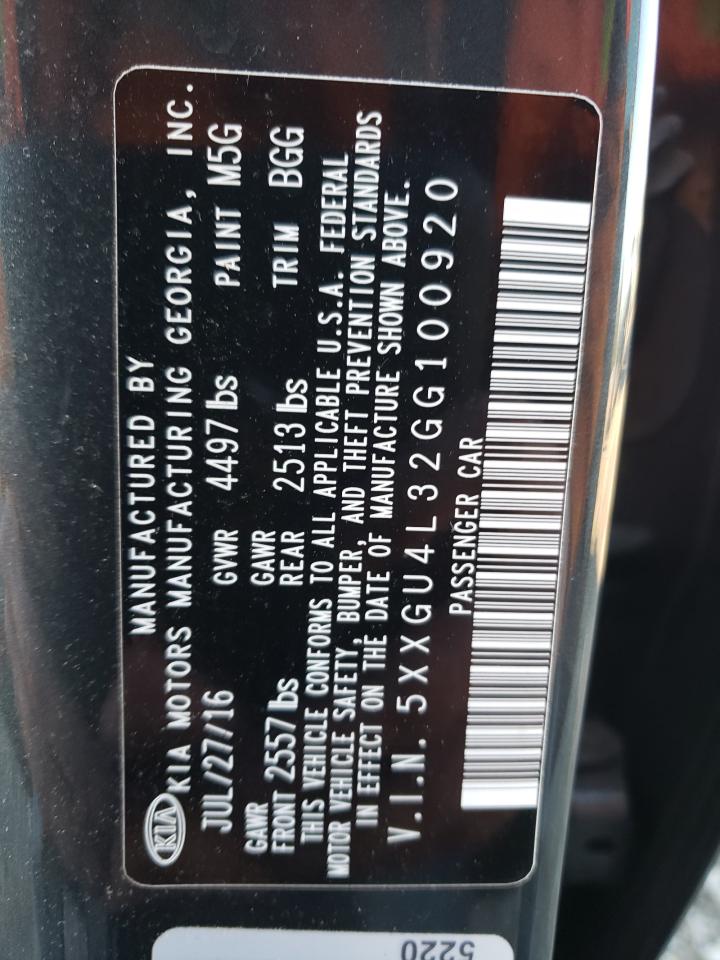 MANUFACTURED BY
KIA KIA MOTORS MANUFACTURING GEORGIA, INC.
JUL/27/16 GVWR 4497 lbs PAINT M5G
GAWR FRONT 2557 lbs GAWR REAR 2513 lbs TRIM BGG
THIS VEHICLE CONFORMS TO ALL APPLICABLE U.S.A. FEDERAL
MOTOR VEHICLE SAFETY, BUMPER, AND THEFT PREVENTION STANDARDS
IN EFFECT ON THE DATE OF MANUFACTURE SHOWN ABOVE.
V.I.N. 5XXGU4L32GG100920
PASSENGER CAR
5220